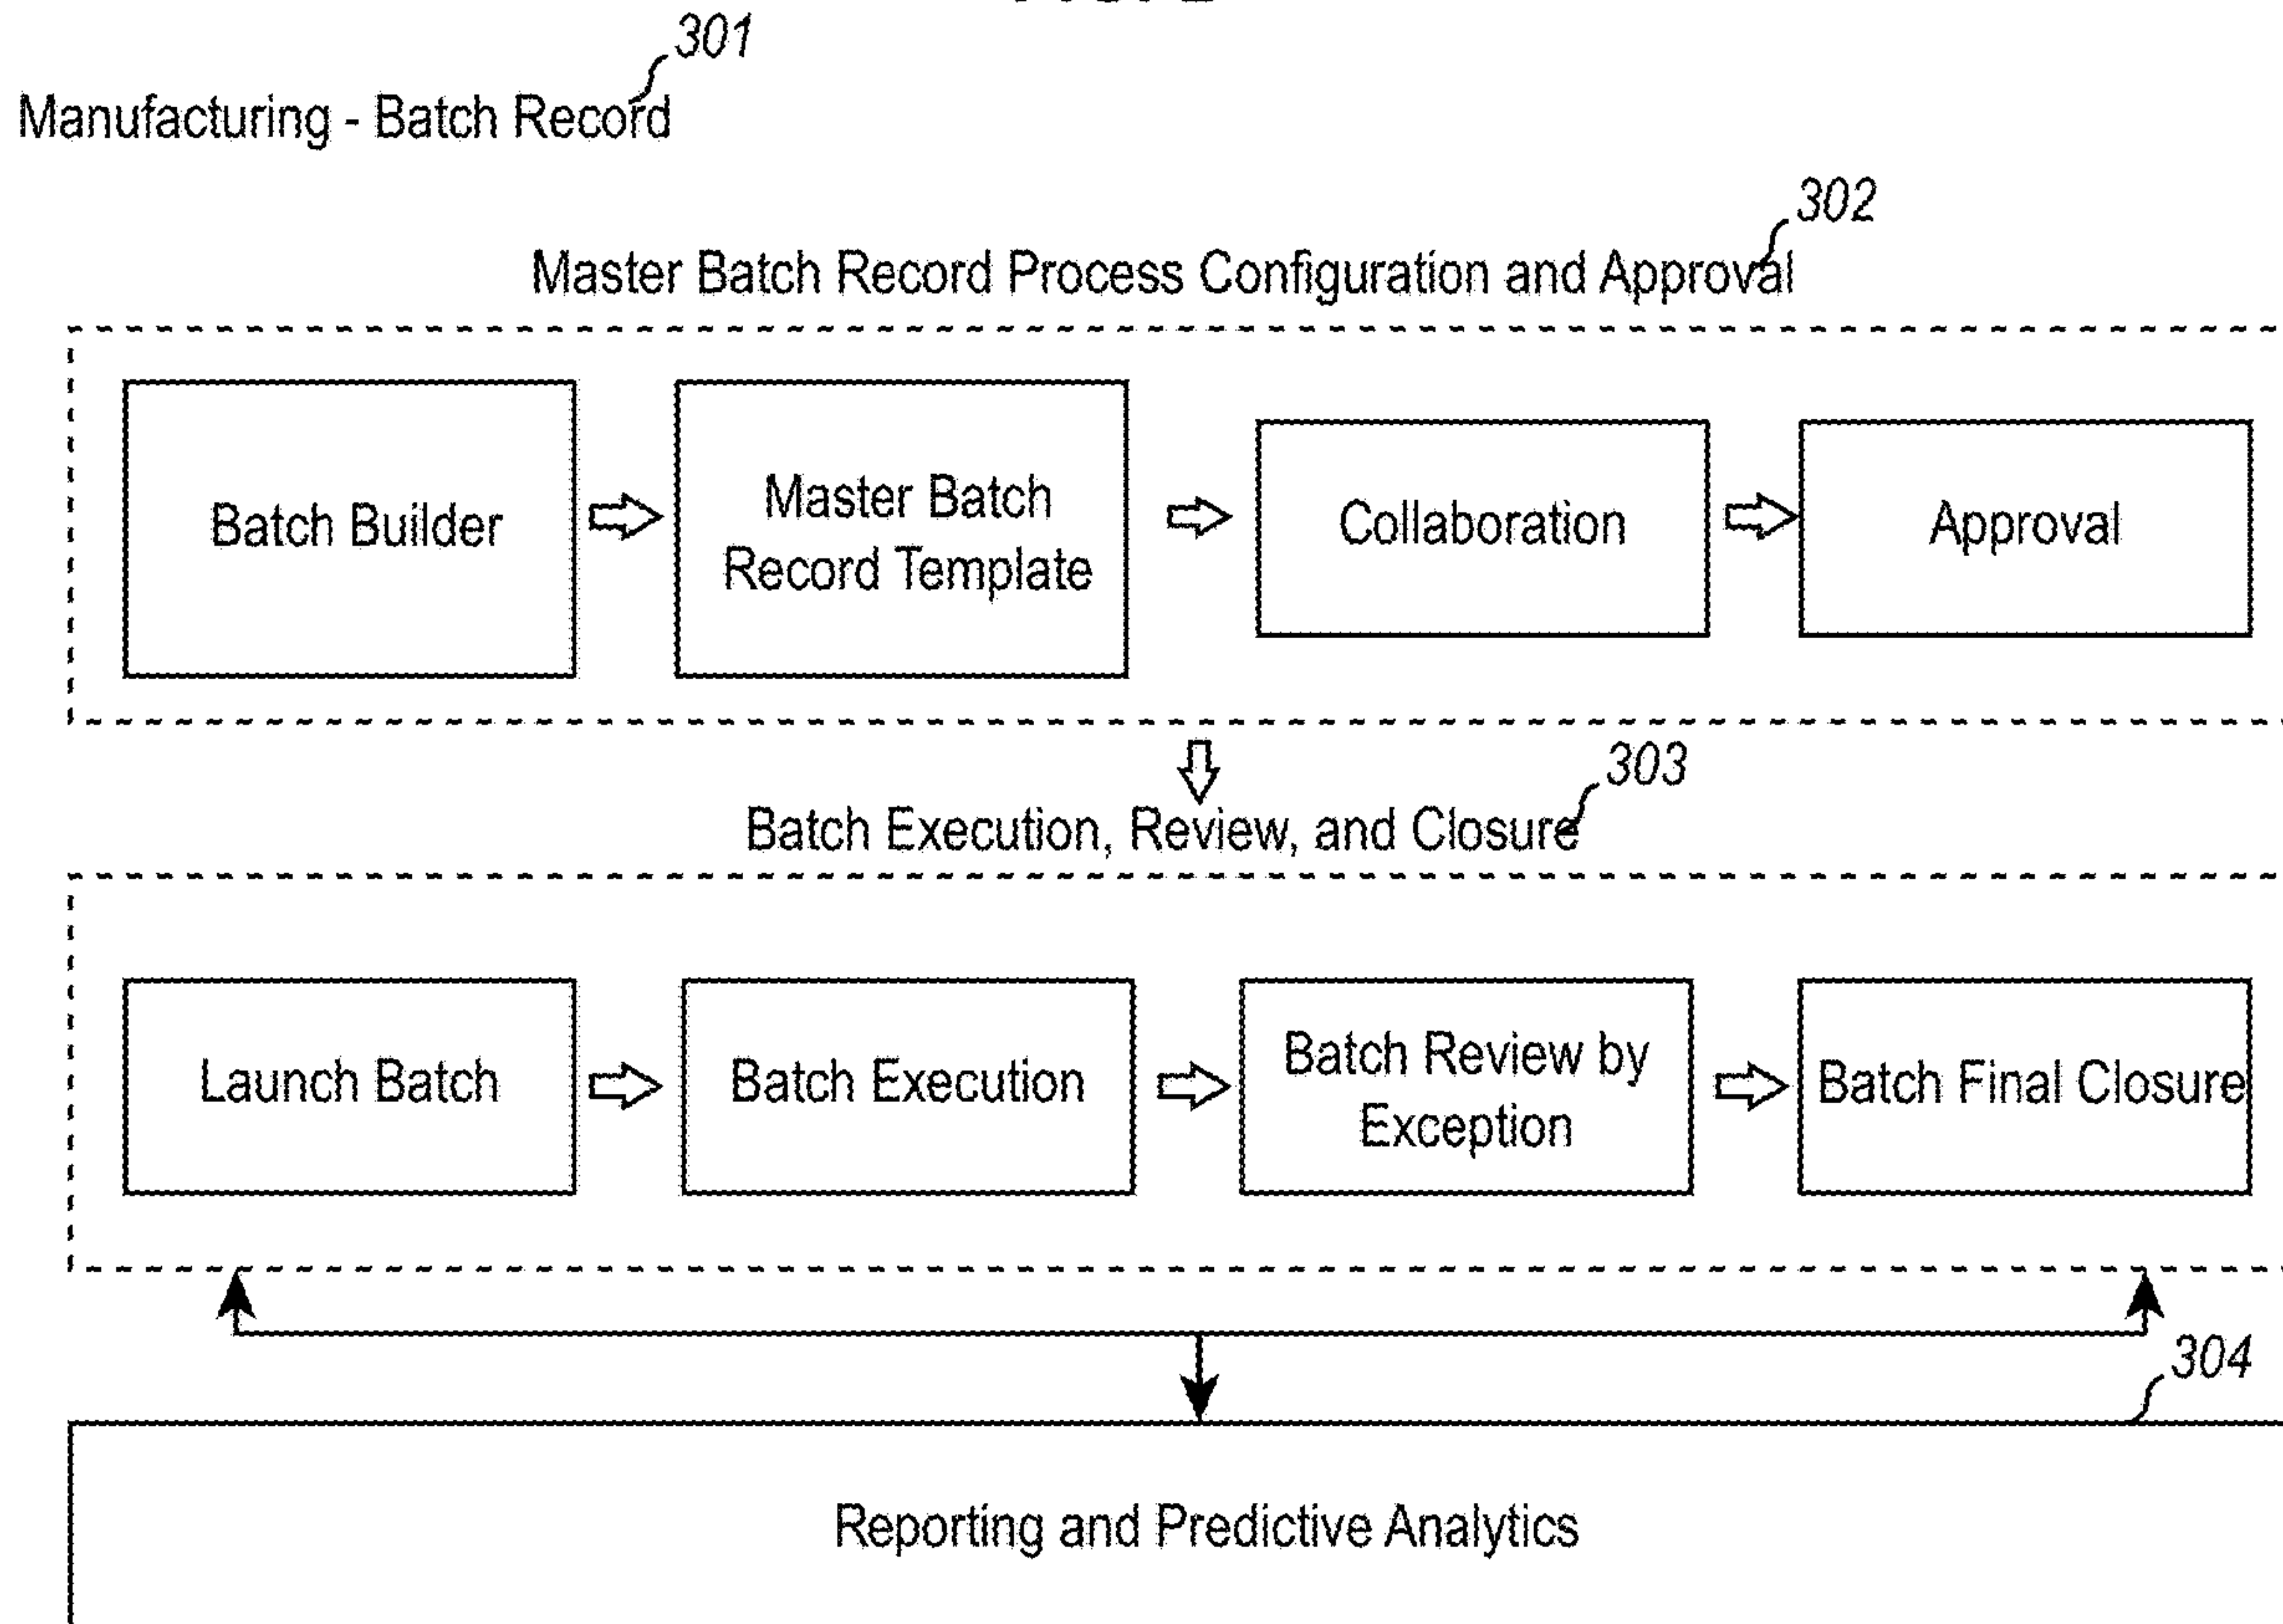 301
Manufacturing - Batch Record
302
Master Batch Record Process Configuration and Approval
Batch Builder
Master Batch
Record Template
Collaboration
Approval
303
Batch Execution, Review, and Closure
Launch Batch
Batch Execution
Batch Review by
Exception
Batch Final Closure
304
Reporting and Predictive Analytics